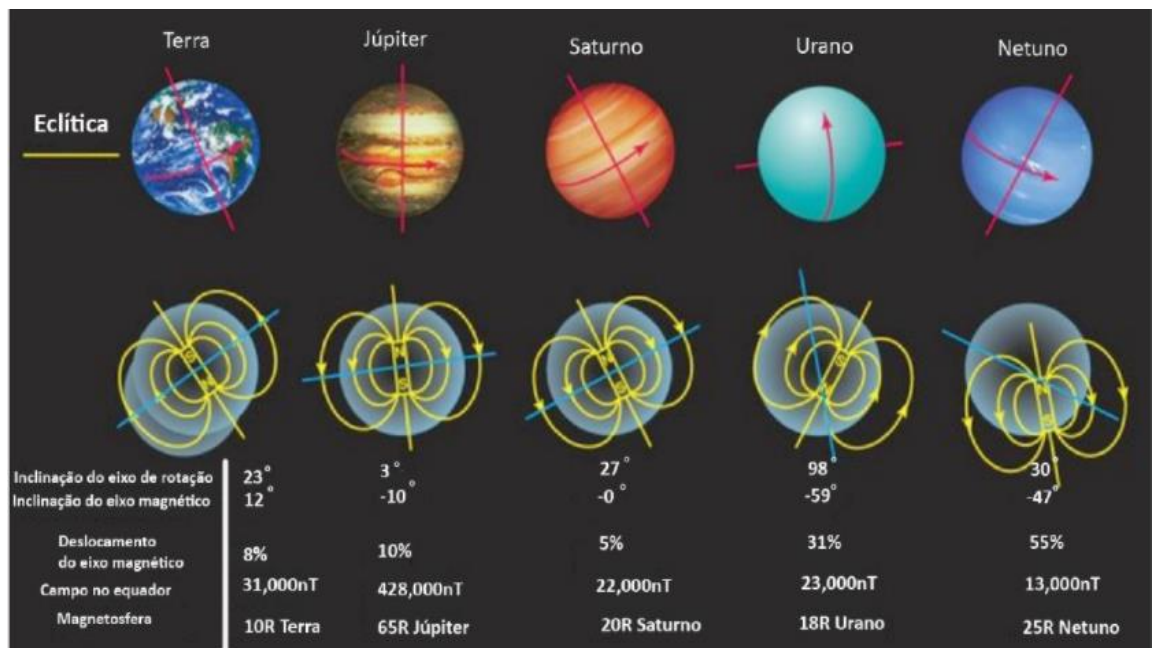 Terra Júpiter Saturno Urano Netuno
Eclítica
S N N S N S S N N S
Inclinação do eixo de rotação 23° 3° 27° 98° 30°
Inclinação do eixo magnético 12° -10° -0° -59° -47°
Deslocamento
do eixo magnético 8% 10% 5% 31% 55%
Campo no equador 31,000nT 428,000nT 22,000nT 23,000nT 13,000nT
Magnetosfera 10R Terra 65R Júpiter 20R Saturno 18R Urano 25R Netuno